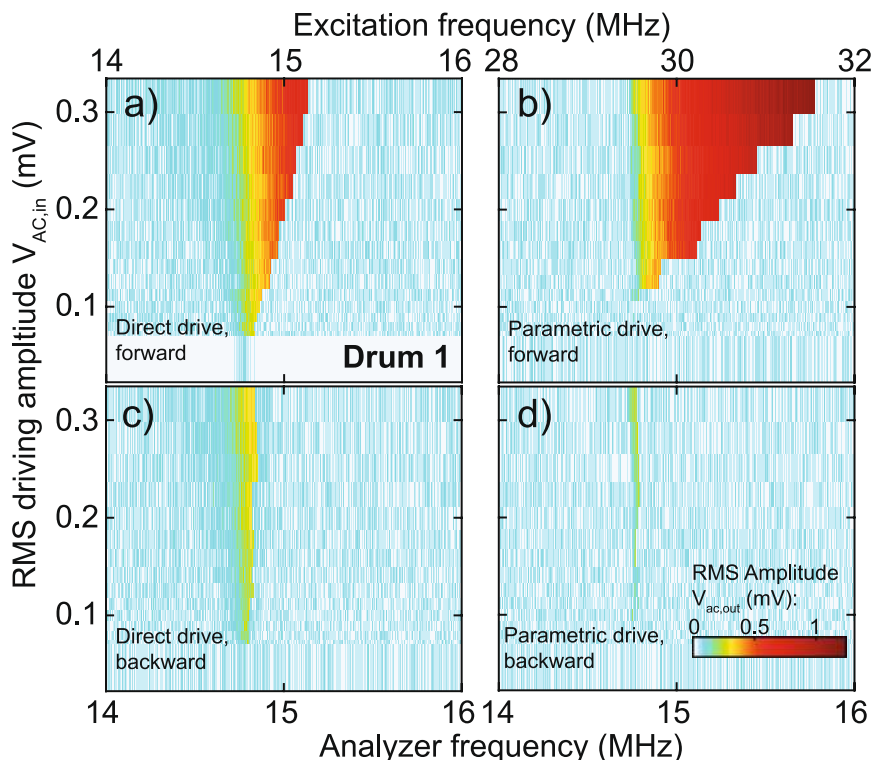 Excitation frequency (MHz)
14 15 16 28 30 32
RMS driving ampltiude V_AC,in (mV)
a)
0.3
0.2
0.1
Direct drive,
forward
Drum 1
b)
Parametric drive,
forward
c)
0.3
0.2
0.1
Direct drive,
backward
d)
RMS Amplitude
V_ac,out (mV):
0 0.5 1
Parametric drive,
backward
14 15 16 14 15 16
Analyzer frequency (MHz)